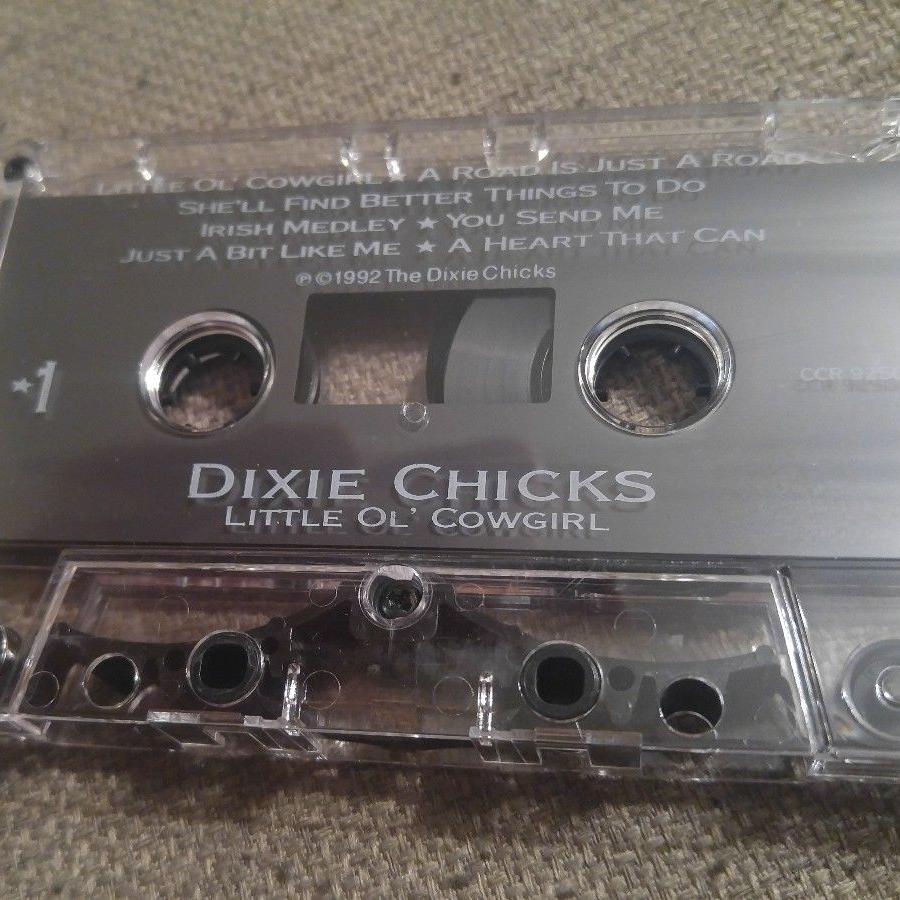 Little Ol' Cowgirl ★ A Road Is Just A Road
She'll Find Better Things To Do
Irish Medley ★ You Send Me
Just A Bit Like Me ★ A Heart That Can
℗©1992 The Dixie Chicks
★1
CCR
Dixie Chicks
Little Ol' Cowgirl